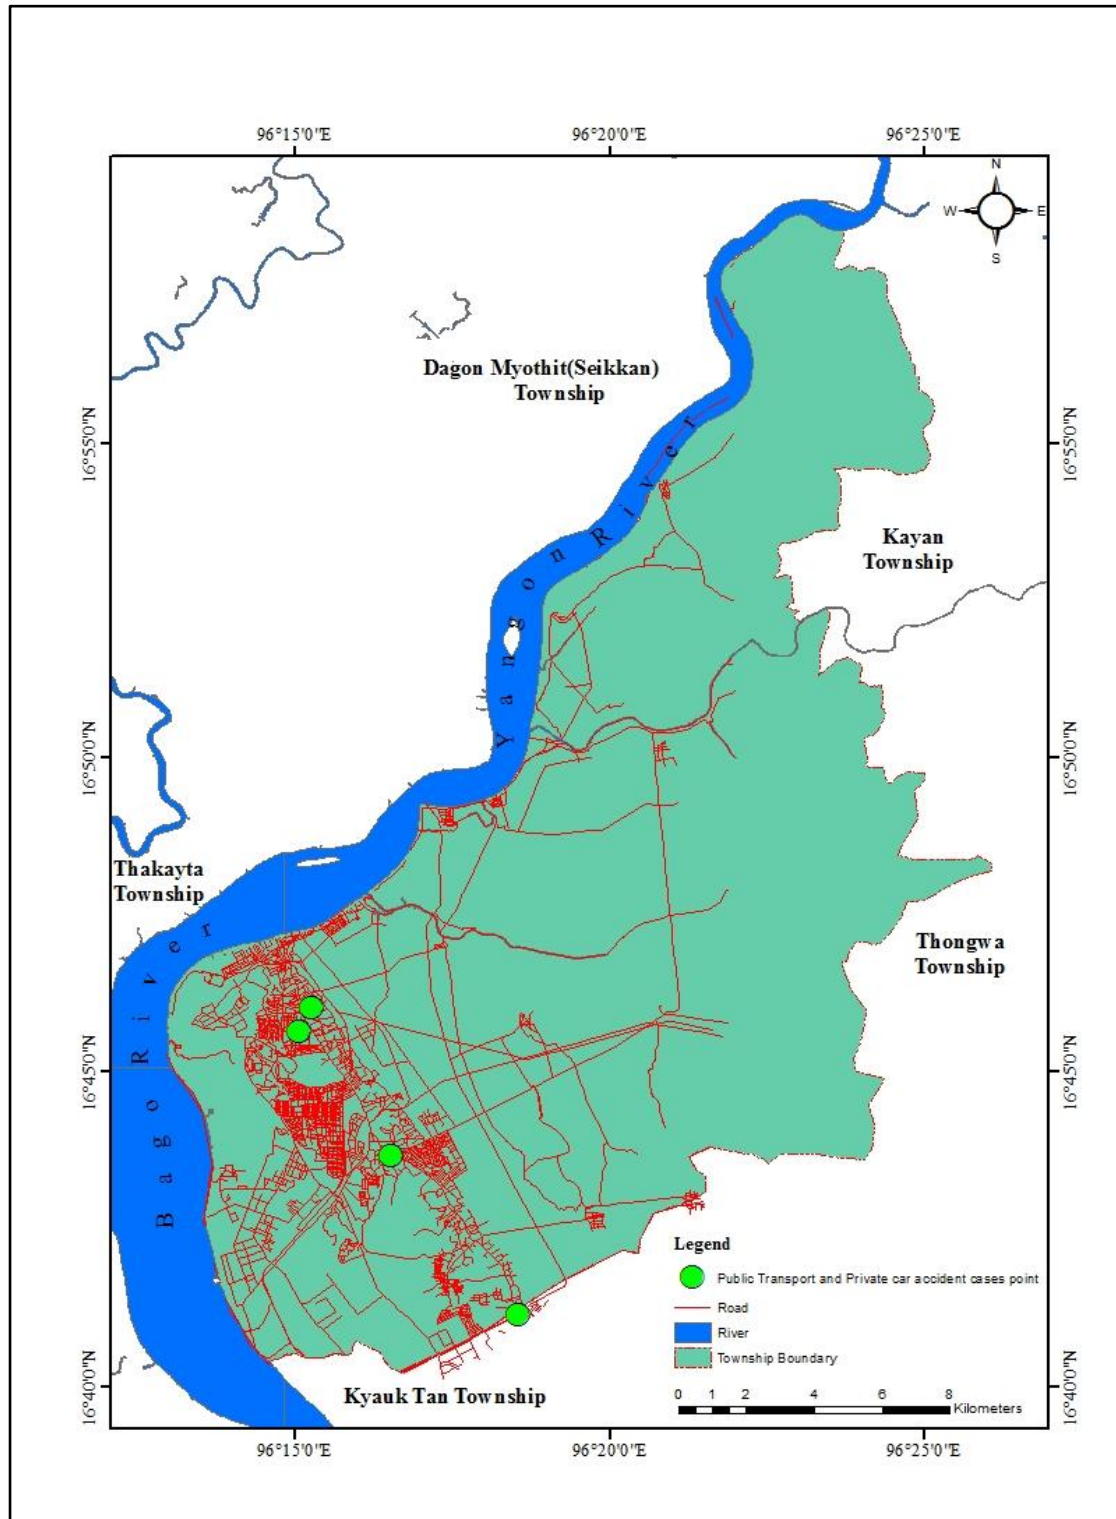 96°15'0"E 96°20'0"E 96°25'0"E
N
W E
S
Dagon Myothit(Seikkan)
Township
16°55'0"N 16°55'0"N
Kayan
Township
Yangon River
16°50'0"N 16°50'0"N
Thakayta
Township
Thongwa
Township
Bago River
16°45'0"N 16°45'0"N
Legend
Public Transport and Private car accident cases point
Road
River
Township Boundary
16°40'0"N 16°40'0"N
Kyauk Tan Township
0 1 2 4 6 8
Kilometers
96°15'0"E 96°20'0"E 96°25'0"E